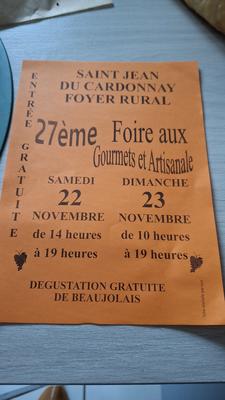 SAINT JEAN
DU CARDONNAY
FOYER RURAL
ENTRÉE GRATUITE
27ème Foire aux
Gourmets et Artisanale
SAMEDI
22
NOVEMBRE
de 14 heures
à 19 heures
DIMANCHE
23
NOVEMBRE
de 10 heures
à 19 heures
DEGUSTATION GRATUITE
DE BEAUJOLAIS